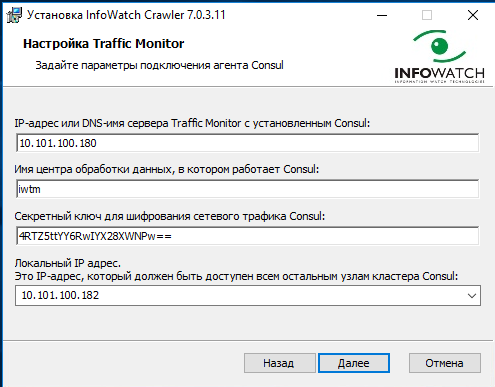 Установка InfoWatch Crawler 7.0.3.11
Настройка Traffic Monitor
Задайте параметры подключения агента Consul
INFOWATCH
INFORMATION WATCH TECHNOLOGIES
IP-адрес или DNS-имя сервера Traffic Monitor с установленным Consul:
10.101.100.180
Имя центра обработки данных, в котором работает Consul:
iwtm
Секретный ключ для шифрования сетевого трафика Consul:
4RTZ5ttYY6RwIYX28XWNPw==
Локальный IP адрес.
Это IP-адрес, который должен быть доступен всем остальным узлам кластера Consul:
10.101.100.182
Назад
Далее
Отмена